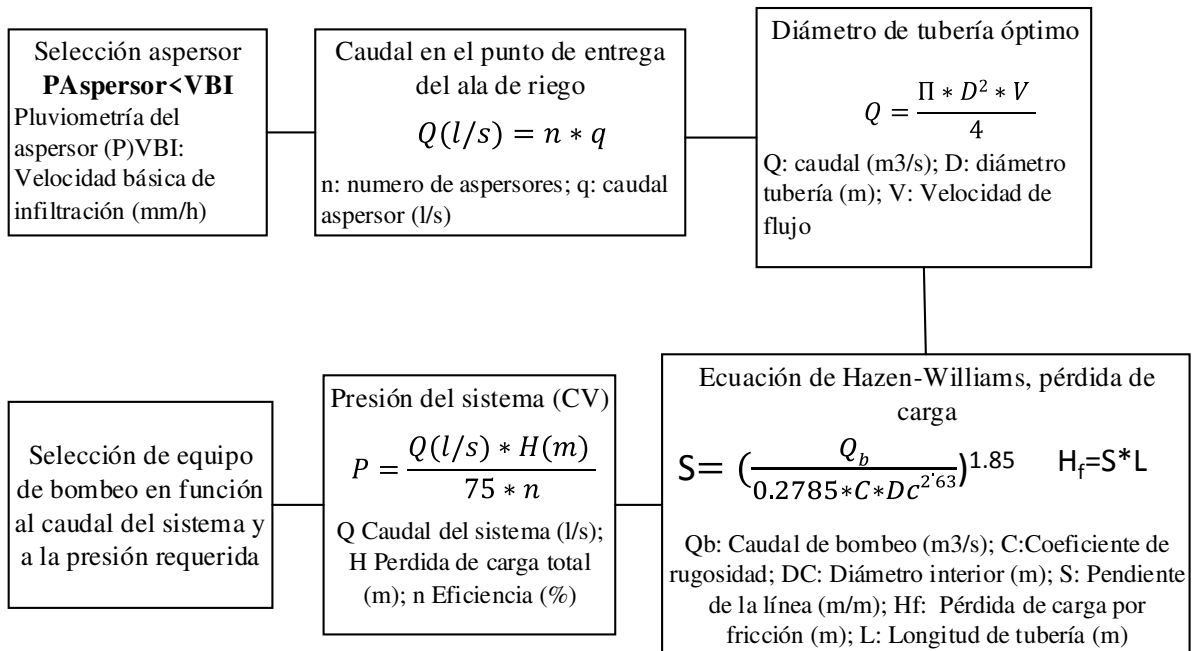 Selección aspersor
PAspersor<VBI
Pluviometría del
aspersor (P)VBI:
Velocidad básica de
infiltración (mm/h)
Caudal en el punto de entrega
del ala de riego
Q(l/s) = n * q
n: numero de aspersores; q: caudal
aspersor (l/s)
Diámetro de tubería óptimo
Q = \frac{Π * D² * V}{4}
Q: caudal (m3/s); D: diámetro
tubería (m); V: Velocidad de
flujo
Ecuación de Hazen-Williams, pérdida de
carga
S= (\frac{Q_b}{0.2785*C*Dc^{2.63}})^{1.85} H_f=S*L
Qb: Caudal de bombeo (m3/s); C:Coeficiente de
rugosidad; DC: Diámetro interior (m); S: Pendiente
de la línea (m/m); Hf: Pérdida de carga por
fricción (m); L: Longitud de tubería (m)
Presión del sistema (CV)
P = \frac{Q(l/s) * H(m)}{75 * n}
Q Caudal del sistema (l/s);
H Perdida de carga total
(m); n Eficiencia (%)
Selección de equipo
de bombeo en función
al caudal del sistema y
a la presión requerida